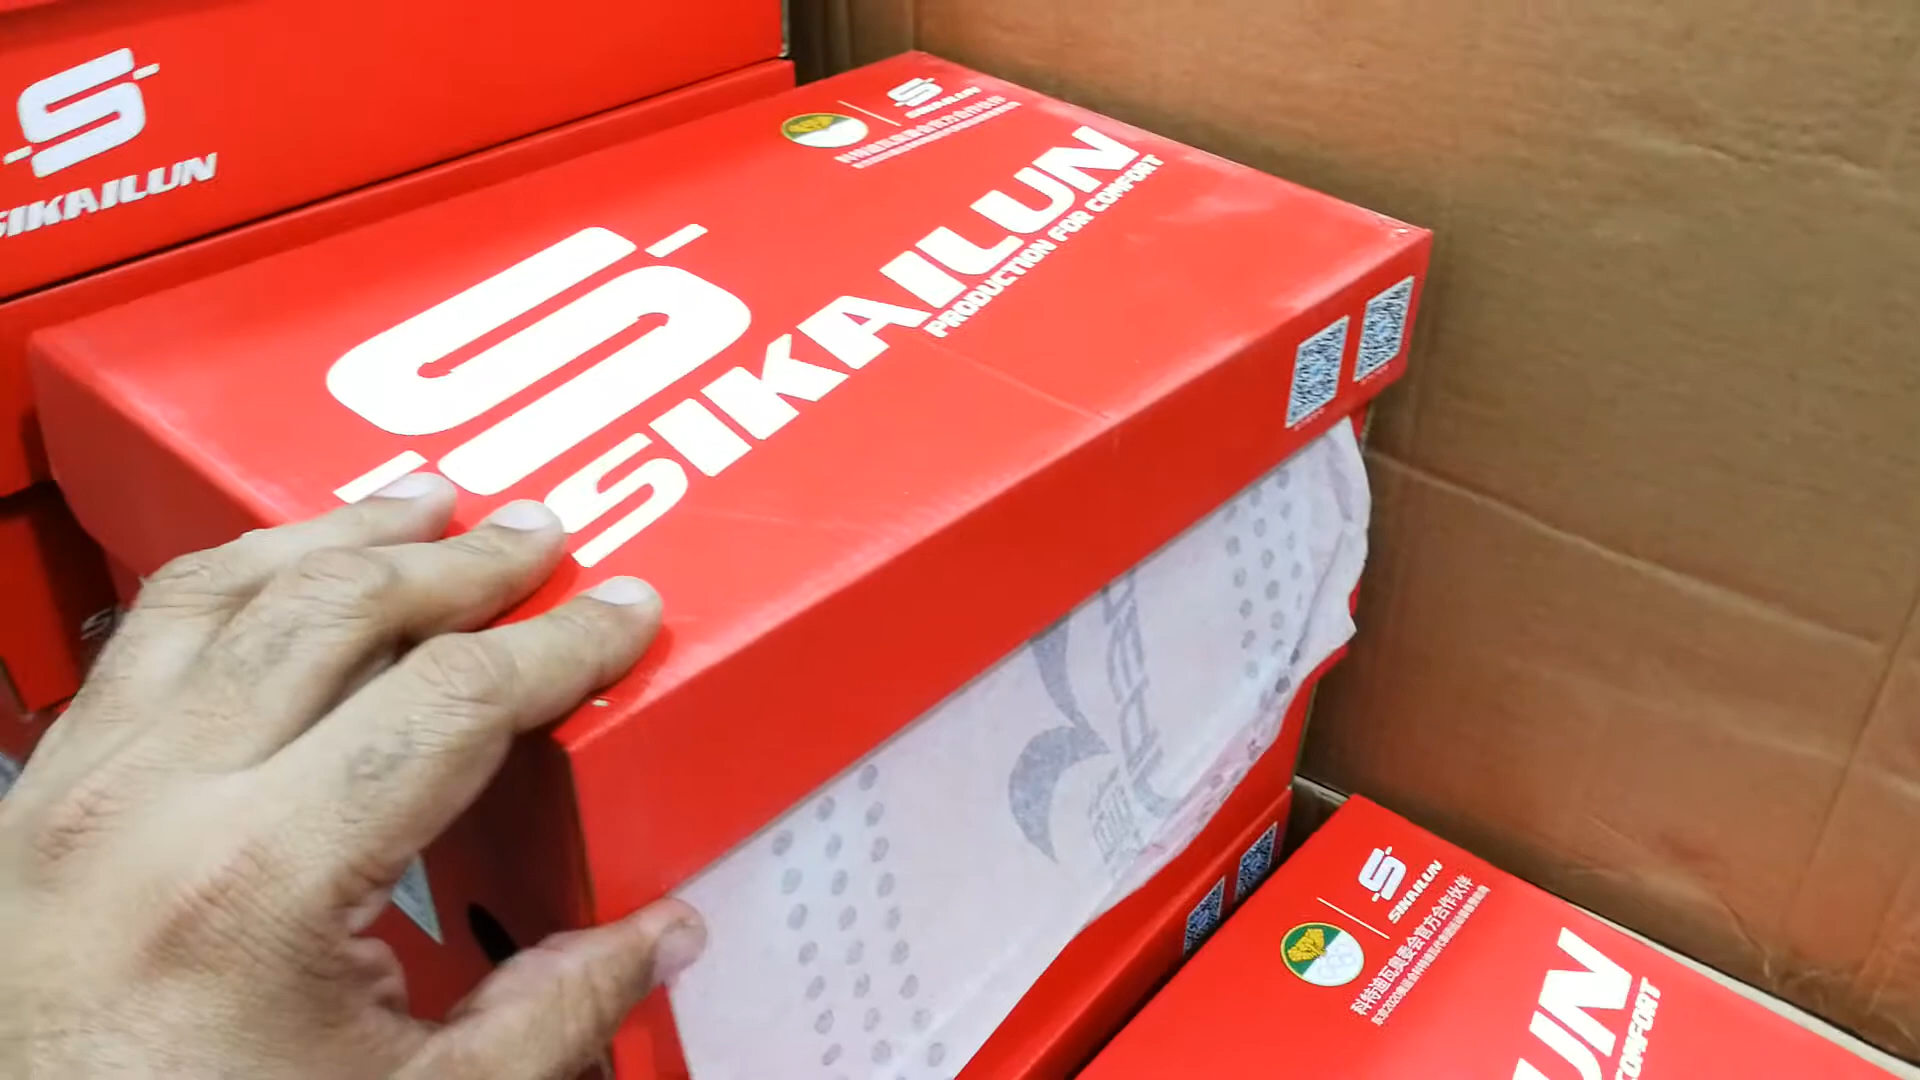 SIKAILUN
SIKAILUN
SIKAILUN
PRODUCTION FOR COMFORT
SIKAILUN
科特迪瓦奥委会官方合作伙伴
UN
COMFORT